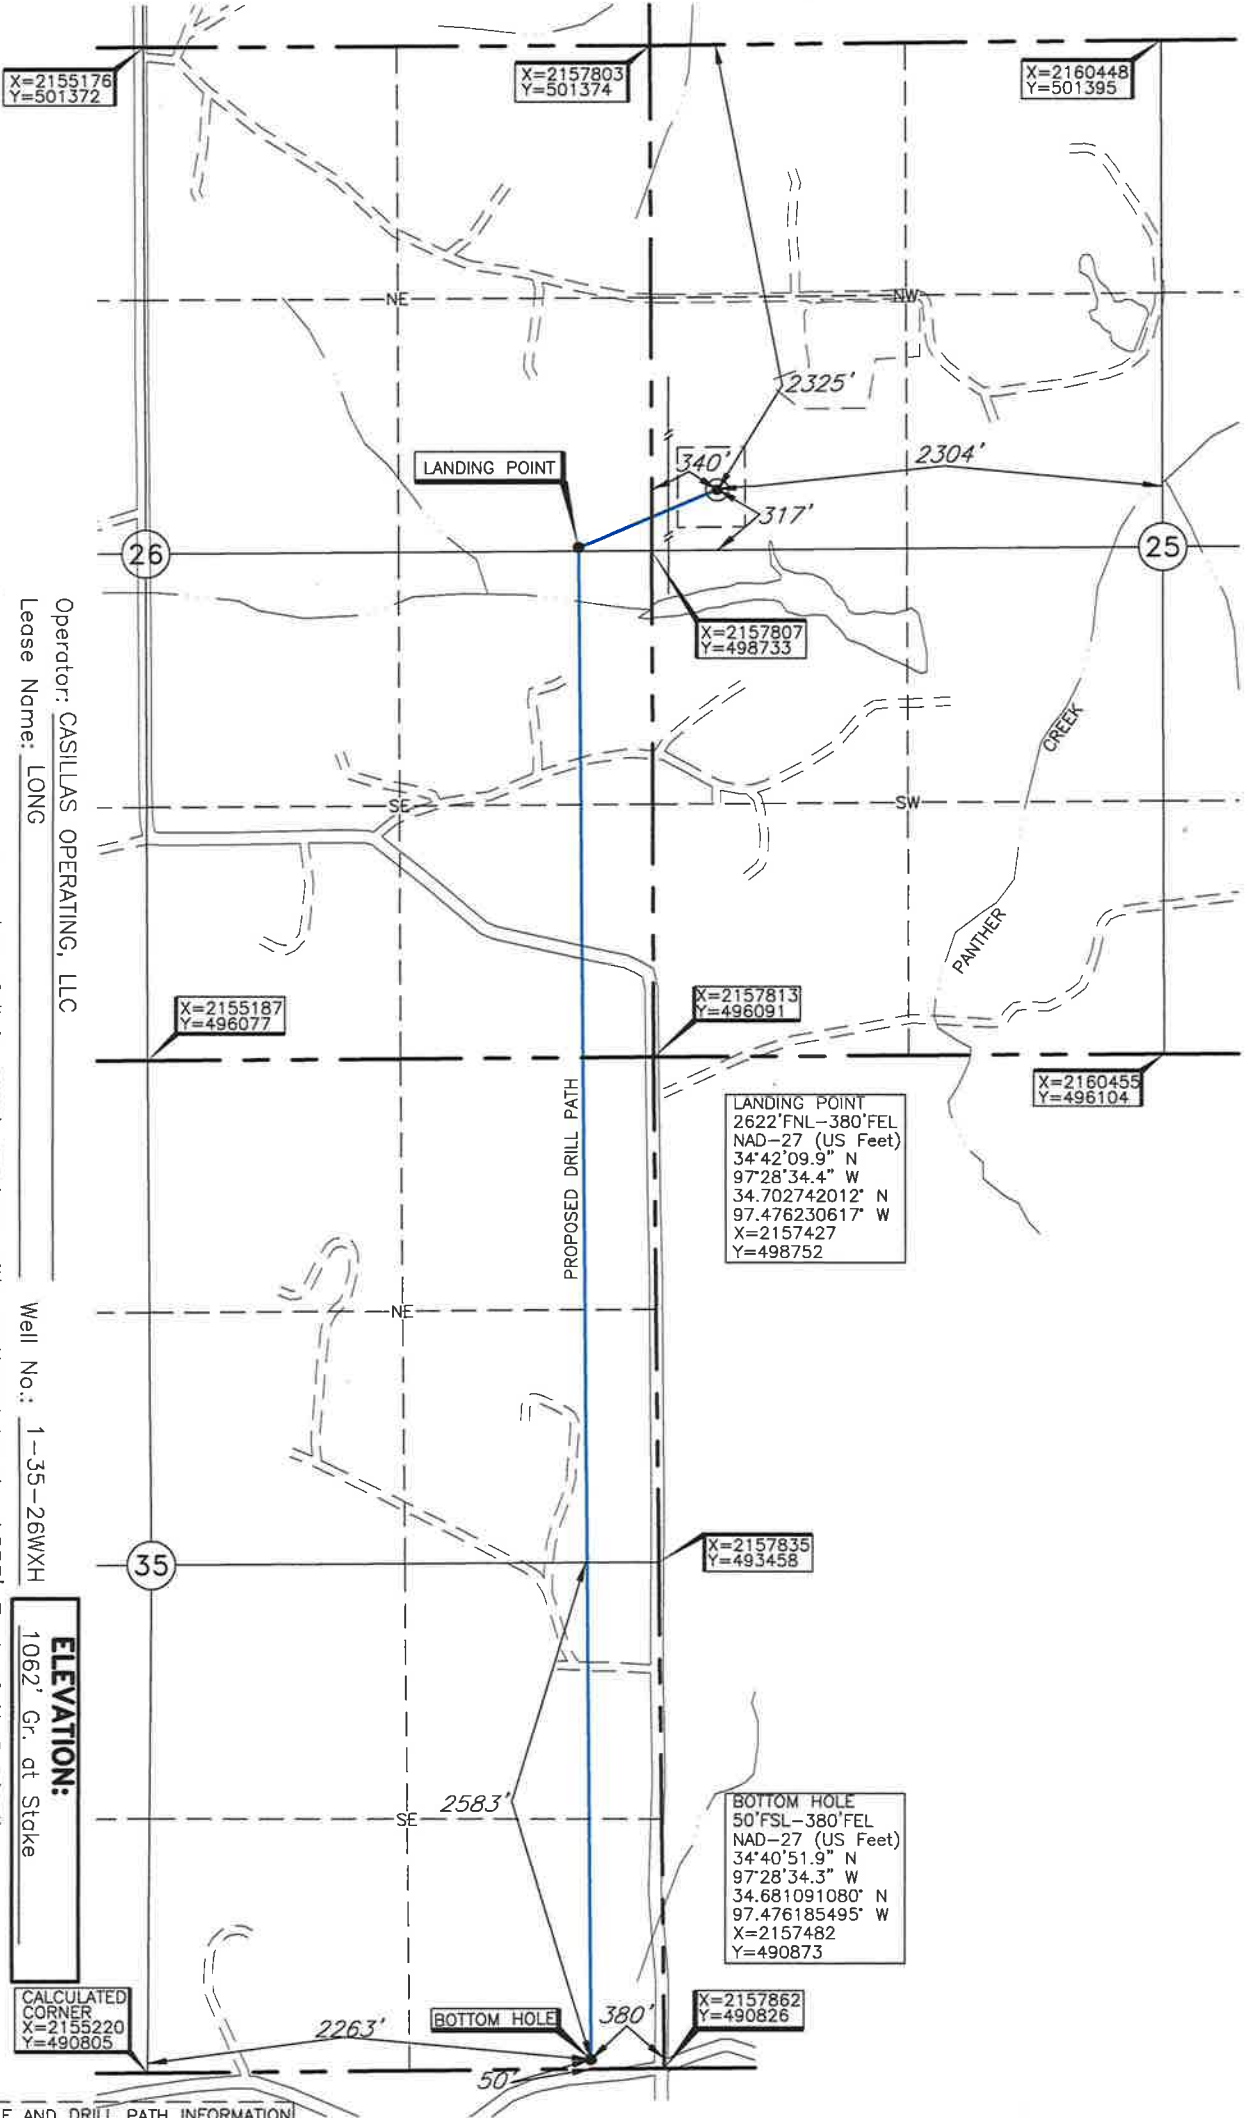 X=2155176
Y=501372
X=2157803
Y=501374
X=2160448
Y=501395
NE
NW
2325'
LANDING POINT
340'
2304'
317'
26
25
X=2157807
Y=498733
CREEK
PANTHER
SE
SW
Operator: CASILLAS OPERATING, LLC
Lease Name: LONG
Well No.: 1-35-26WXH
X=2155187
Y=496077
X=2157813
Y=496091
X=2160455
Y=496104
PROPOSED DRILL PATH
LANDING POINT
2622'FNL-380'FEL
NAD-27 (US Feet)
34°42'09.9" N
97°28'34.4" W
34.702742012° N
97.476230617° W
X=2157427
Y=498752
NE
35
X=2157835
Y=493458
ELEVATION:
1062' Gr. at Stake
2583'
SE
BOTTOM HOLE
50'FSL-380'FEL
NAD-27 (US Feet)
34°40'51.9" N
97°28'34.3" W
34.681091080° N
97.476185495° W
X=2157482
Y=490873
CALCULATED
CORNER
X=2155220
Y=490805
2263'
BOTTOM HOLE
380'
X=2157862
Y=490826
50'
AND DRILL PATH INFORMATION